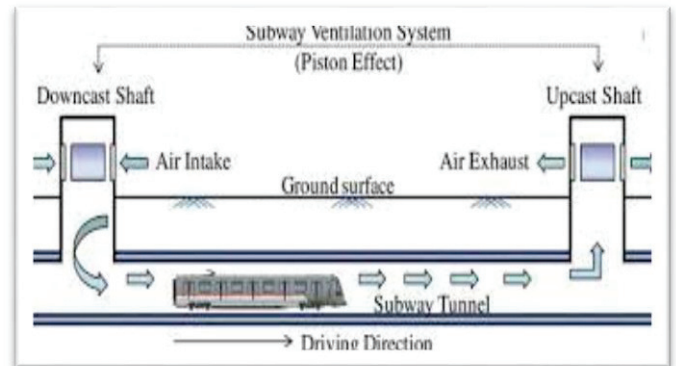 Subway Ventilation System
(Piston Effect)
Downcast Shaft
Upcast Shaft
Air Intake
Air Exhaust
Ground surface
Subway Tunnel
Driving Direction